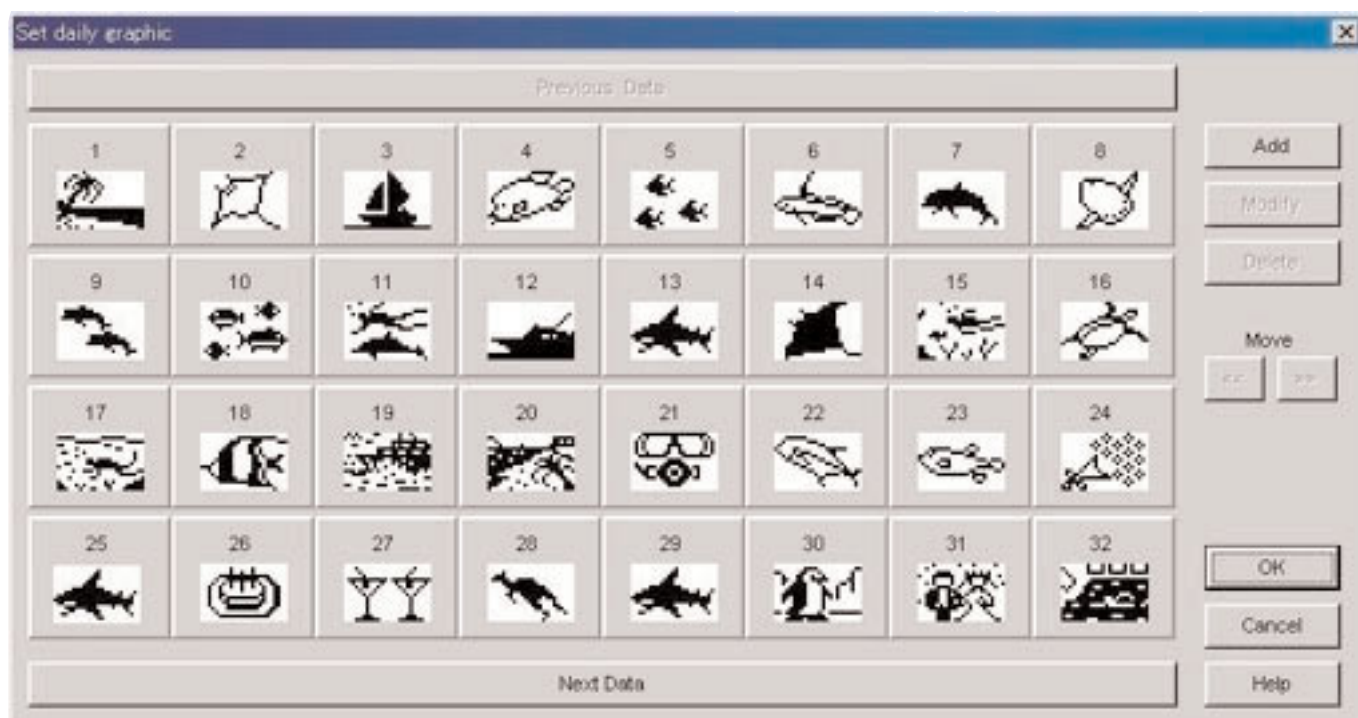 Set daily graphic
Previous Data
1 2 3 4 5 6 7 8
Add
Modify
Delete
9 10 11 12 13 14 15 16
Move
<< >>
17 18 19 20 21 22 23 24
25 26 27 28 29 30 31 32
OK
Cancel
Next Data
Help